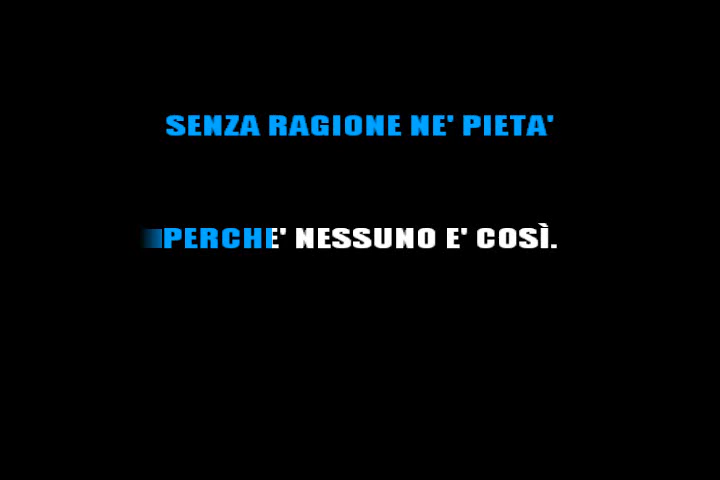 SENZA RAGIONE NE' PIETA'
PERCHE' NESSUNO E' COSÌ.